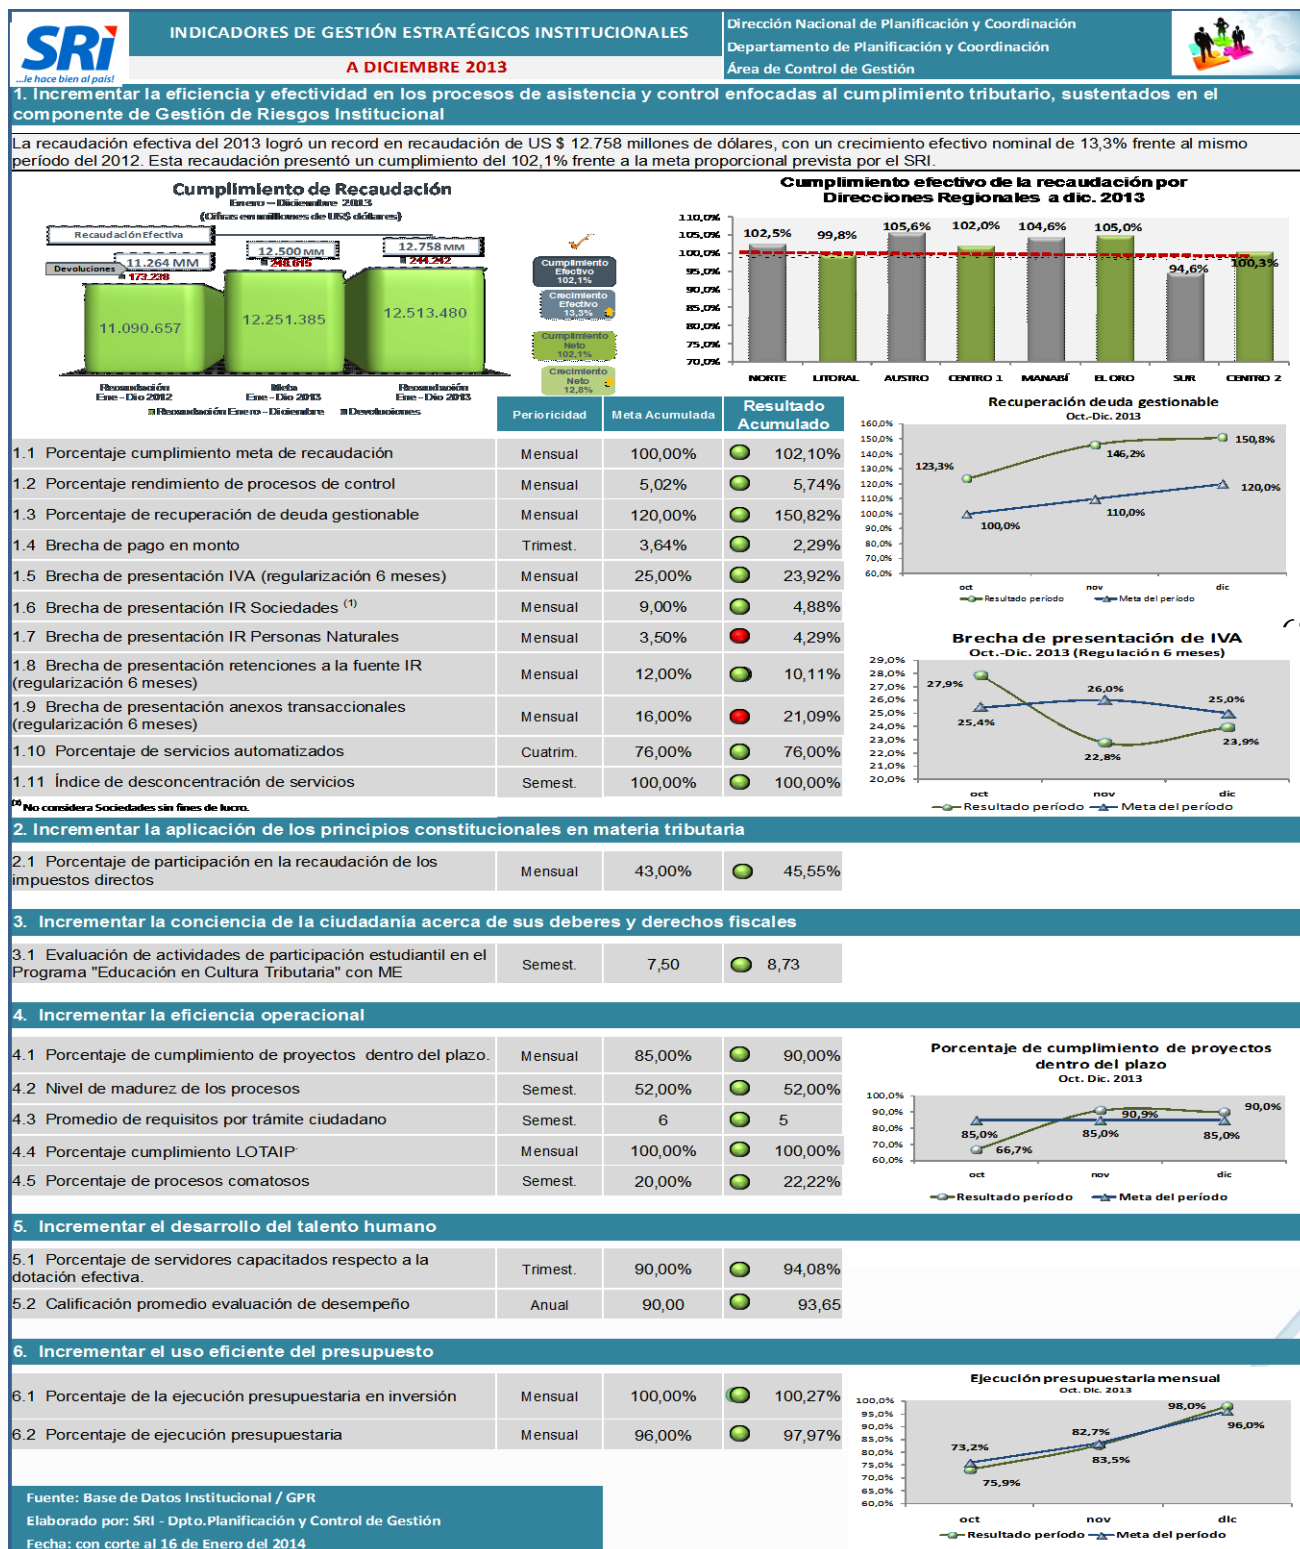 SRi
...le hace bien al país!
INDICADORES DE GESTIÓN ESTRATÉGICOS INSTITUCIONALES
A DICIEMBRE 2013
Dirección Nacional de Planificación y Coordinación
Departamento de Planificación y Coordinación
Área de Control de Gestión
1. Incrementar la eficiencia y efectividad en los procesos de asistencia y control enfocadas al cumplimiento tributario, sustentados en el
componente de Gestión de Riesgos Institucional
La recaudación efectiva del 2013 logró un record en recaudación de US $ 12.758 millones de dólares, con un crecimiento efectivo nominal de 13,3% frente al mismo
período del 2012. Esta recaudación presentó un cumplimiento del 102,1% frente a la meta proporcional prevista por el SRI.
Cumplimiento de Recaudación
Enero – Diciembre 2013
(Cifras en millones de US$ dólares)
Recaudación Efectiva
Devoluciones
11.264 MM
173.238
12.500 MM
248.615
12.758 MM
244.242
11.090.657
12.251.385
12.513.480
Recaudación
Ene - Dic 2012
Meta
Ene - Dic 2013
Recaudación
Ene - Dic 2013
Recaudación Enero - Diciembre
Devoluciones
Cumplimiento
Efectivo
102,1%
Crecimiento
Efectivo
13,3%
Cumplimiento
Neto
102,1%
Crecimiento
Neto
12,8%
Cumplimiento efectivo de la recaudación por
Direcciones Regionales a dic. 2013
110,0%
105,0%
100,0%
95,0%
90,0%
85,0%
80,0%
75,0%
70,0%
102,5%
99,8%
105,6%
102,0%
104,6%
105,0%
94,6%
100,3%
NORTE
LITORAL
AUSTRO
CENTRO 1
MANABÍ
EL ORO
SUR
CENTRO 2
Perioricidad
Meta Acumulada
Resultado
Acumulado
1.1 Porcentaje cumplimiento meta de recaudación
Mensual
100,00%
102,10%
1.2 Porcentaje rendimiento de procesos de control
Mensual
5,02%
5,74%
1.3 Porcentaje de recuperación de deuda gestionable
Mensual
120,00%
150,82%
1.4 Brecha de pago en monto
Trimest.
3,64%
2,29%
1.5 Brecha de presentación IVA (regularización 6 meses)
Mensual
25,00%
23,92%
1.6 Brecha de presentación IR Sociedades (1)
Mensual
9,00%
4,88%
1.7 Brecha de presentación IR Personas Naturales
Mensual
3,50%
4,29%
1.8 Brecha de presentación retenciones a la fuente IR
(regularización 6 meses)
Mensual
12,00%
10,11%
1.9 Brecha de presentación anexos transaccionales
(regularización 6 meses)
Mensual
16,00%
21,09%
1.10 Porcentaje de servicios automatizados
Cuatrim.
76,00%
76,00%
1.11 Índice de desconcentración de servicios
Semest.
100,00%
100,00%
No considera Sociedades sin fines de lucro.
Recuperación deuda gestionable
Oct.-Dic. 2013
160,0%
150,0%
140,0%
130,0%
120,0%
110,0%
100,0%
90,0%
80,0%
70,0%
60,0%
123,3%
146,2%
150,8%
100,0%
110,0%
120,0%
oct
nov
dic
Resultado período
Meta del período
Brecha de presentación de IVA
Oct.-Dic. 2013 (Regulación 6 meses)
29,0%
28,0%
27,0%
26,0%
25,0%
24,0%
23,0%
22,0%
21,0%
20,0%
27,9%
25,4%
26,0%
22,8%
25,0%
23,9%
oct
nov
dic
Resultado período
Meta del período
2. Incrementar la aplicación de los principios constitucionales en materia tributaria
2.1 Porcentaje de participación en la recaudación de los
impuestos directos
Mensual
43,00%
45,55%
3. Incrementar la conciencia de la ciudadanía acerca de sus deberes y derechos fiscales
3.1 Evaluación de actividades de participación estudiantil en el
Programa "Educación en Cultura Tributaria" con ME
Semest.
7,50
8,73
4. Incrementar la eficiencia operacional
4.1 Porcentaje de cumplimiento de proyectos dentro del plazo.
Mensual
85,00%
90,00%
4.2 Nivel de madurez de los procesos
Semest.
52,00%
52,00%
4.3 Promedio de requisitos por trámite ciudadano
Semest.
6
5
4.4 Porcentaje cumplimiento LOTAIP
Mensual
100,00%
100,00%
4.5 Porcentaje de procesos comatosos
Semest.
20,00%
22,22%
Porcentaje de cumplimiento de proyectos
dentro del plazo
Oct. Dic. 2013
100,0%
90,0%
80,0%
70,0%
60,0%
85,0%
66,7%
90,9%
85,0%
90,0%
85,0%
oct
nov
dic
Resultado período
Meta del período
5. Incrementar el desarrollo del talento humano
5.1 Porcentaje de servidores capacitados respecto a la
dotación efectiva.
Trimest.
90,00%
94,08%
5.2 Calificación promedio evaluación de desempeño
Anual
90,00
93,65
6. Incrementar el uso eficiente del presupuesto
6.1 Porcentaje de la ejecución presupuestaria en inversión
Mensual
100,00%
100,27%
6.2 Porcentaje de ejecución presupuestaria
Mensual
96,00%
97,97%
Ejecución presupuestaria mensual
Oct. Dic. 2013
100,0%
95,0%
90,0%
85,0%
80,0%
75,0%
70,0%
65,0%
60,0%
73,2%
75,9%
82,7%
83,5%
98,0%
96,0%
oct
nov
dic
Resultado período
Meta del período
Fuente: Base de Datos Institucional / GPR
Elaborado por: SRI - Dpto.Planificación y Control de Gestión
Fecha: con corte al 16 de Enero del 2014